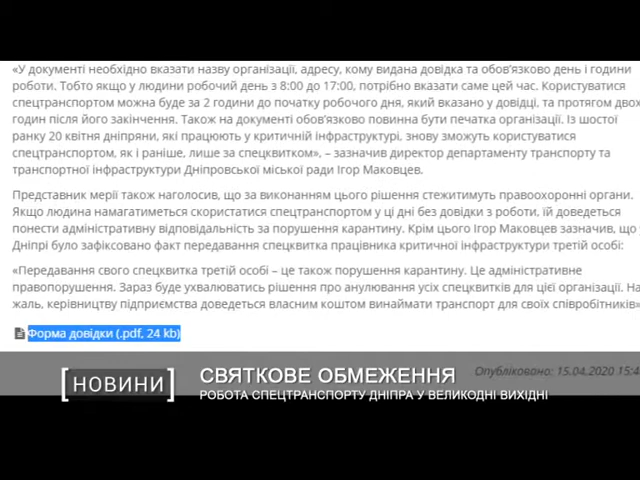 «У документі необхідно вказати назву організації, адресу, кому видана довідка та обов’язково день і години
роботи. Тобто якщо у людини робочий день з 8:00 до 17:00, потрібно вказати саме цей час. Користуватися
спецтранспортом можна буде за 2 години до початку робочого дня, який вказано у довідці, та протягом двох
годин після його закінчення. Також на документі обов’язково повинна бути печатка організації. Із шостої
ранку 20 квітня дніпряни, які працюють у критичній інфраструктурі, знову зможуть користуватися
спецтранспортом, як і раніше, лише за спецквитком», – зазначив директор департаменту транспорту та
транспортної інфраструктури Дніпровської міської ради Ігор Маковцев.
Представник мерії також наголосив, що за виконанням цього рішення стежитимуть правоохоронні органи.
Якщо людина намагатиметься скористатися спецтранспортом у ці дні без довідки з роботи, їй доведеться
понести адміністративну відповідальність за порушення карантину. Крім цього Ігор Маковцев зазначив, що у
Дніпрі було зафіксовано факт передавання спецквитка працівника критичної інфраструктури третій особі:
«Передавання свого спецквитка третій особі – це також порушення карантину. Це адміністративне
правопорушення. Зараз буде ухвалюватись рішення про анулювання усіх спецквитків для цієї організації. На
жаль, керівництву підприємства доведеться власним коштом винаймати транспорт для своїх співробітників»
Форма довідки (.pdf, 24 kb)
Опубліковано: 15.04.2020 15:4
[НОВИНИ]
СВЯТКОВЕ ОБМЕЖЕННЯ
РОБОТА СПЕЦТРАНСПОРТУ ДНІПРА У ВЕЛИКОДНІ ВИХІДНІ